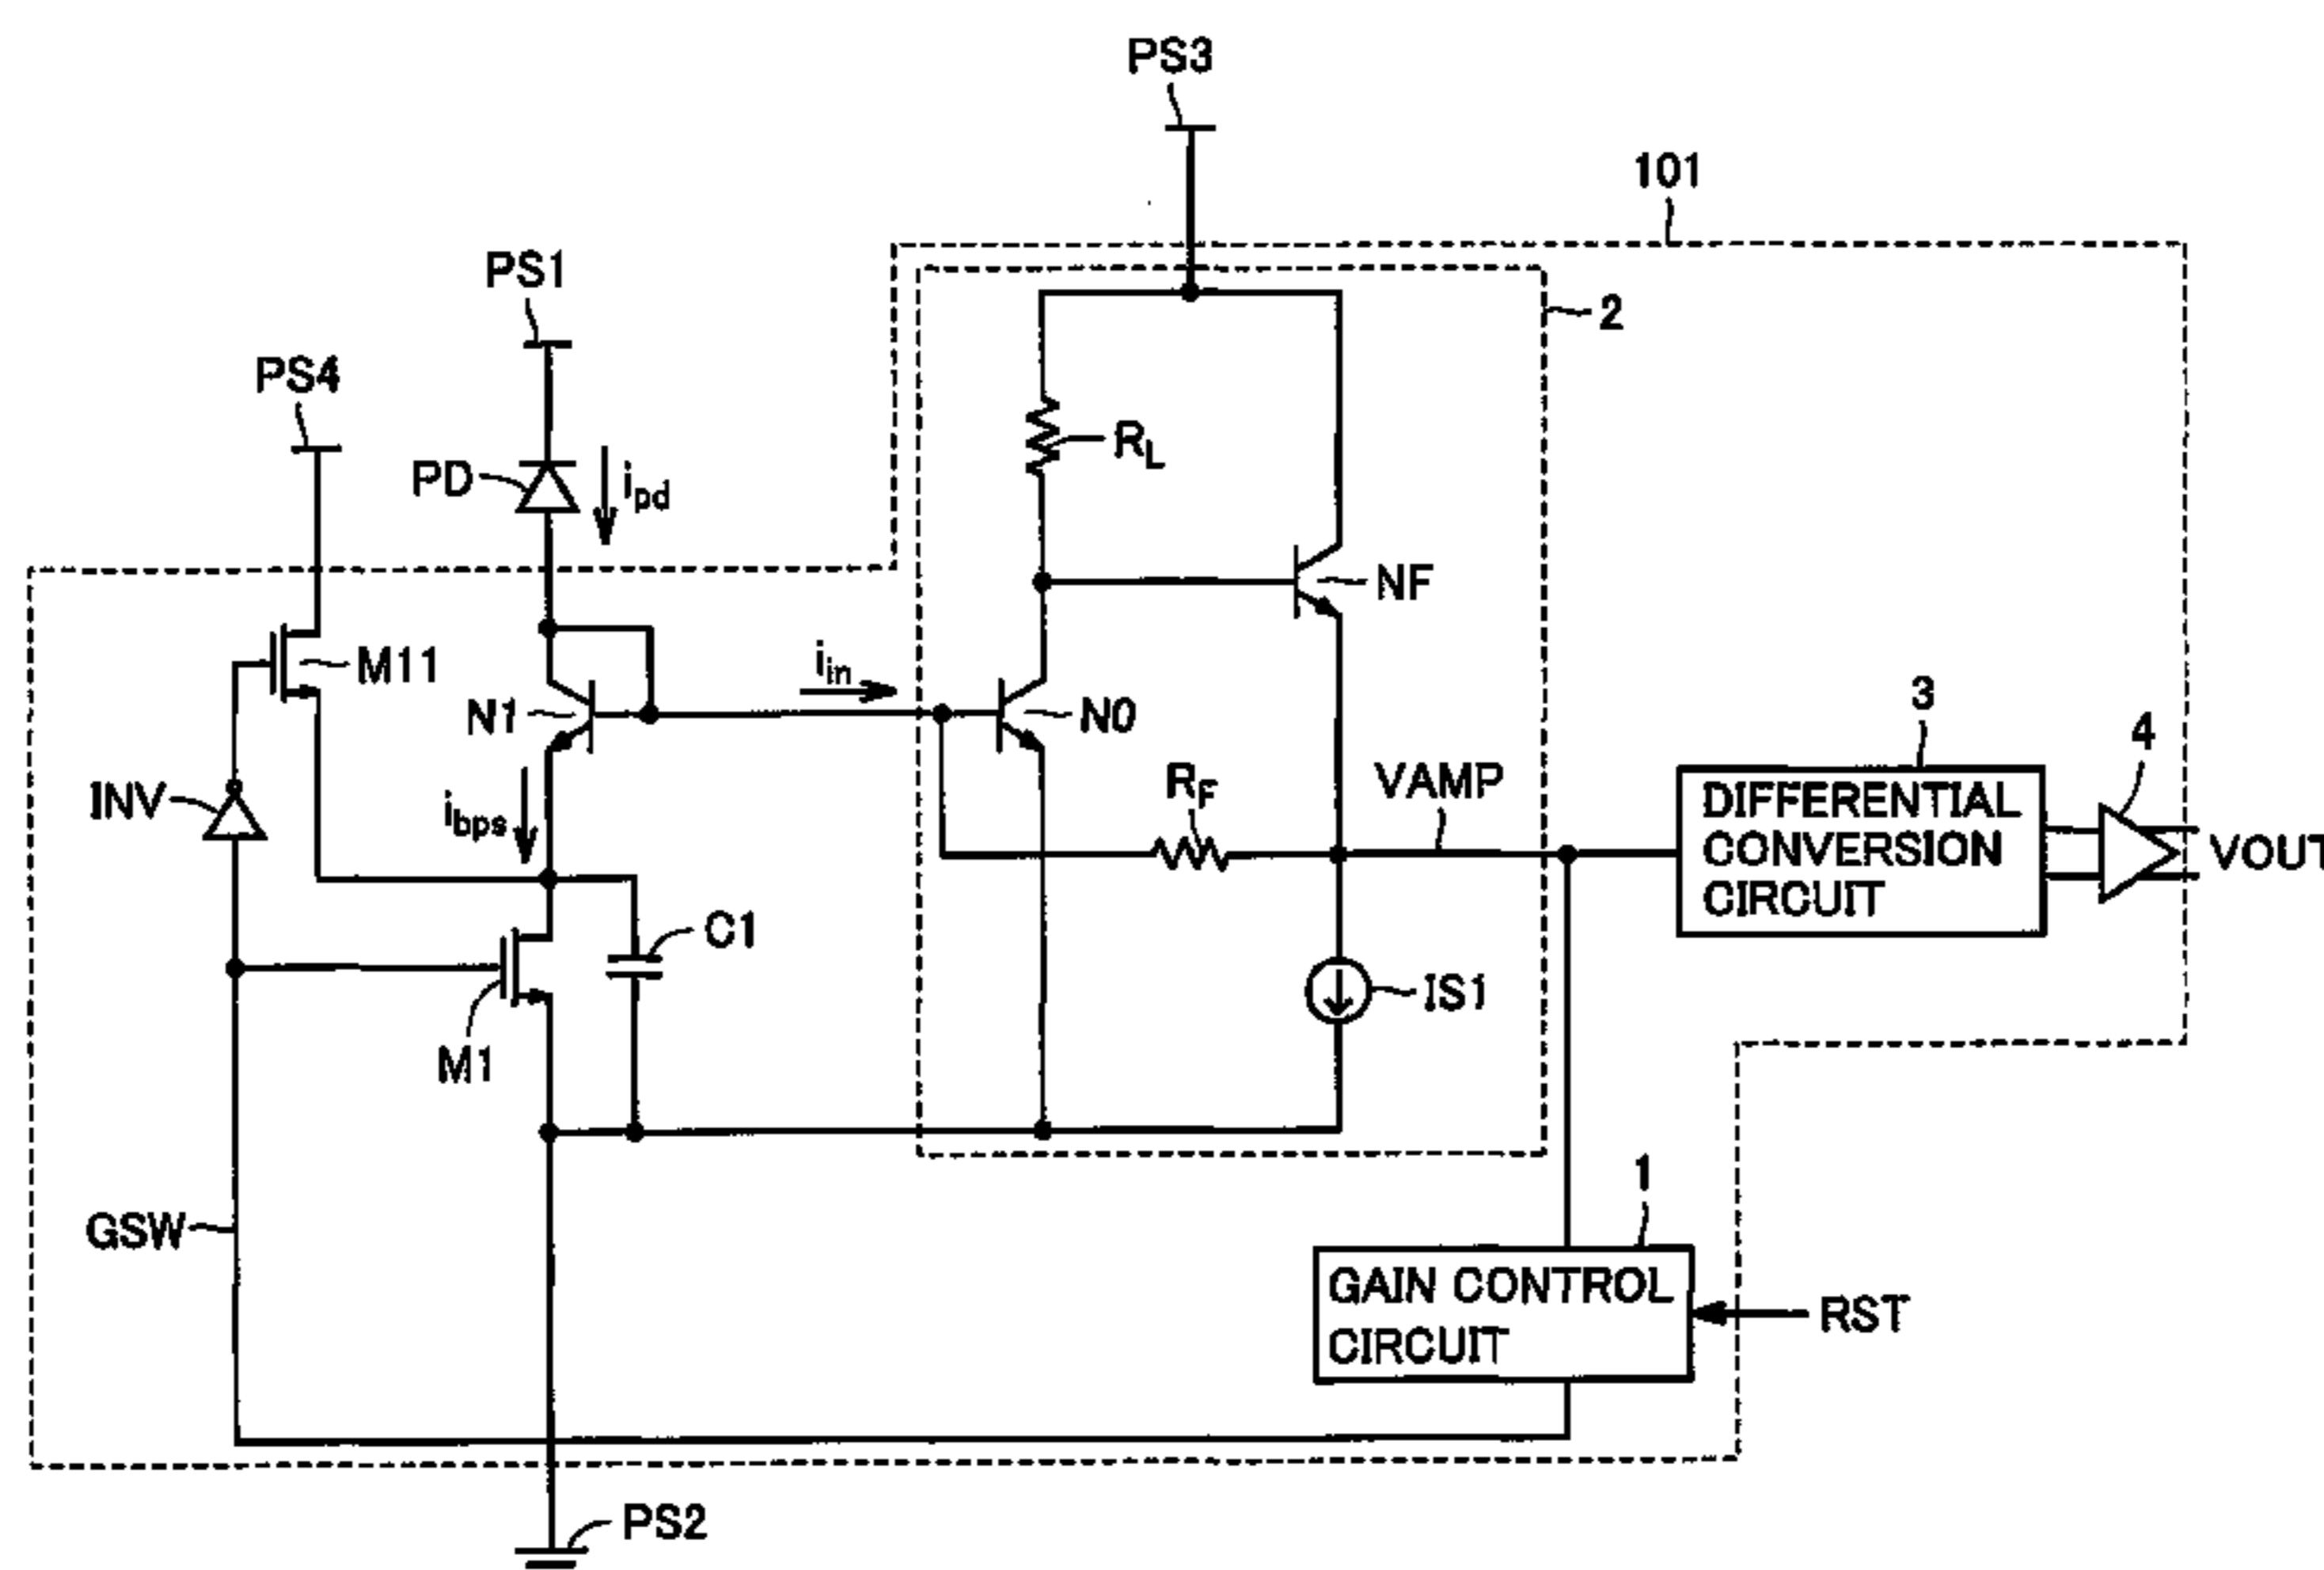 PS3
101
PS1
2
PS4
RL
PD
ipd
NF
M11
iin
N1
N0
3
4
INV
ibps
RF
VAMP
DIFFERENTIAL
CONVERSION
CIRCUIT
VOUT
C1
IS1
M1
1
GSW
GAIN CONTROL
CIRCUIT
RST
PS2